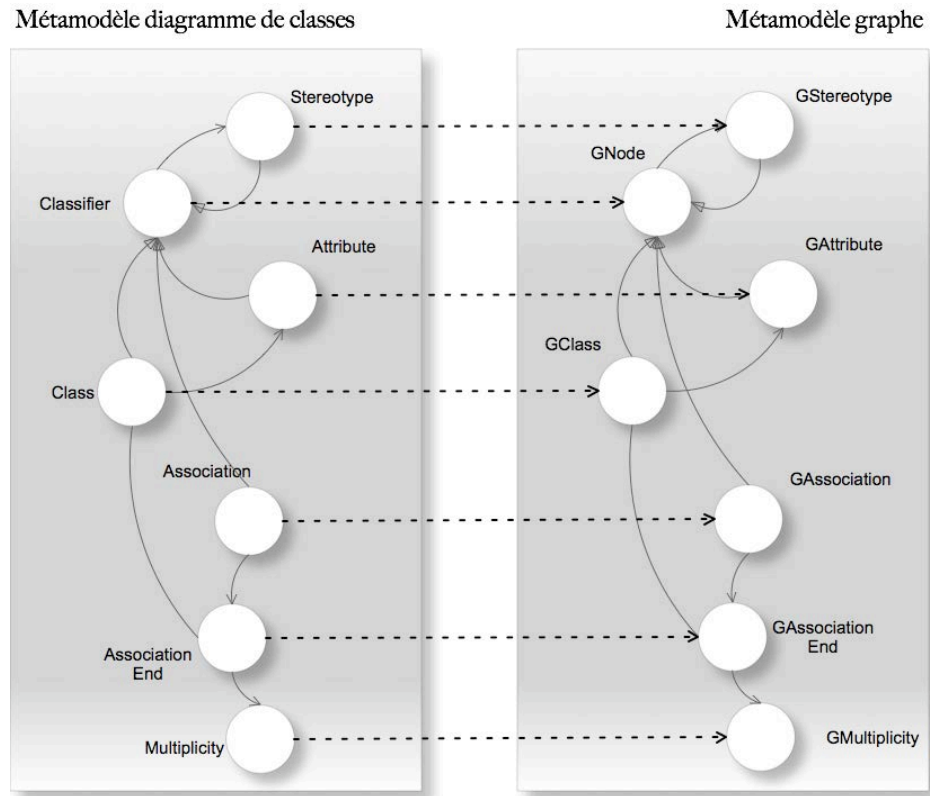 Métamodèle diagramme de classes
Métamodèle graphe
Stereotype
Classifier
Attribute
Class
Association
Association
End
Multiplicity
GStereotype
GNode
GAttribute
GClass
GAssociation
GAssociation
End
GMultiplicity